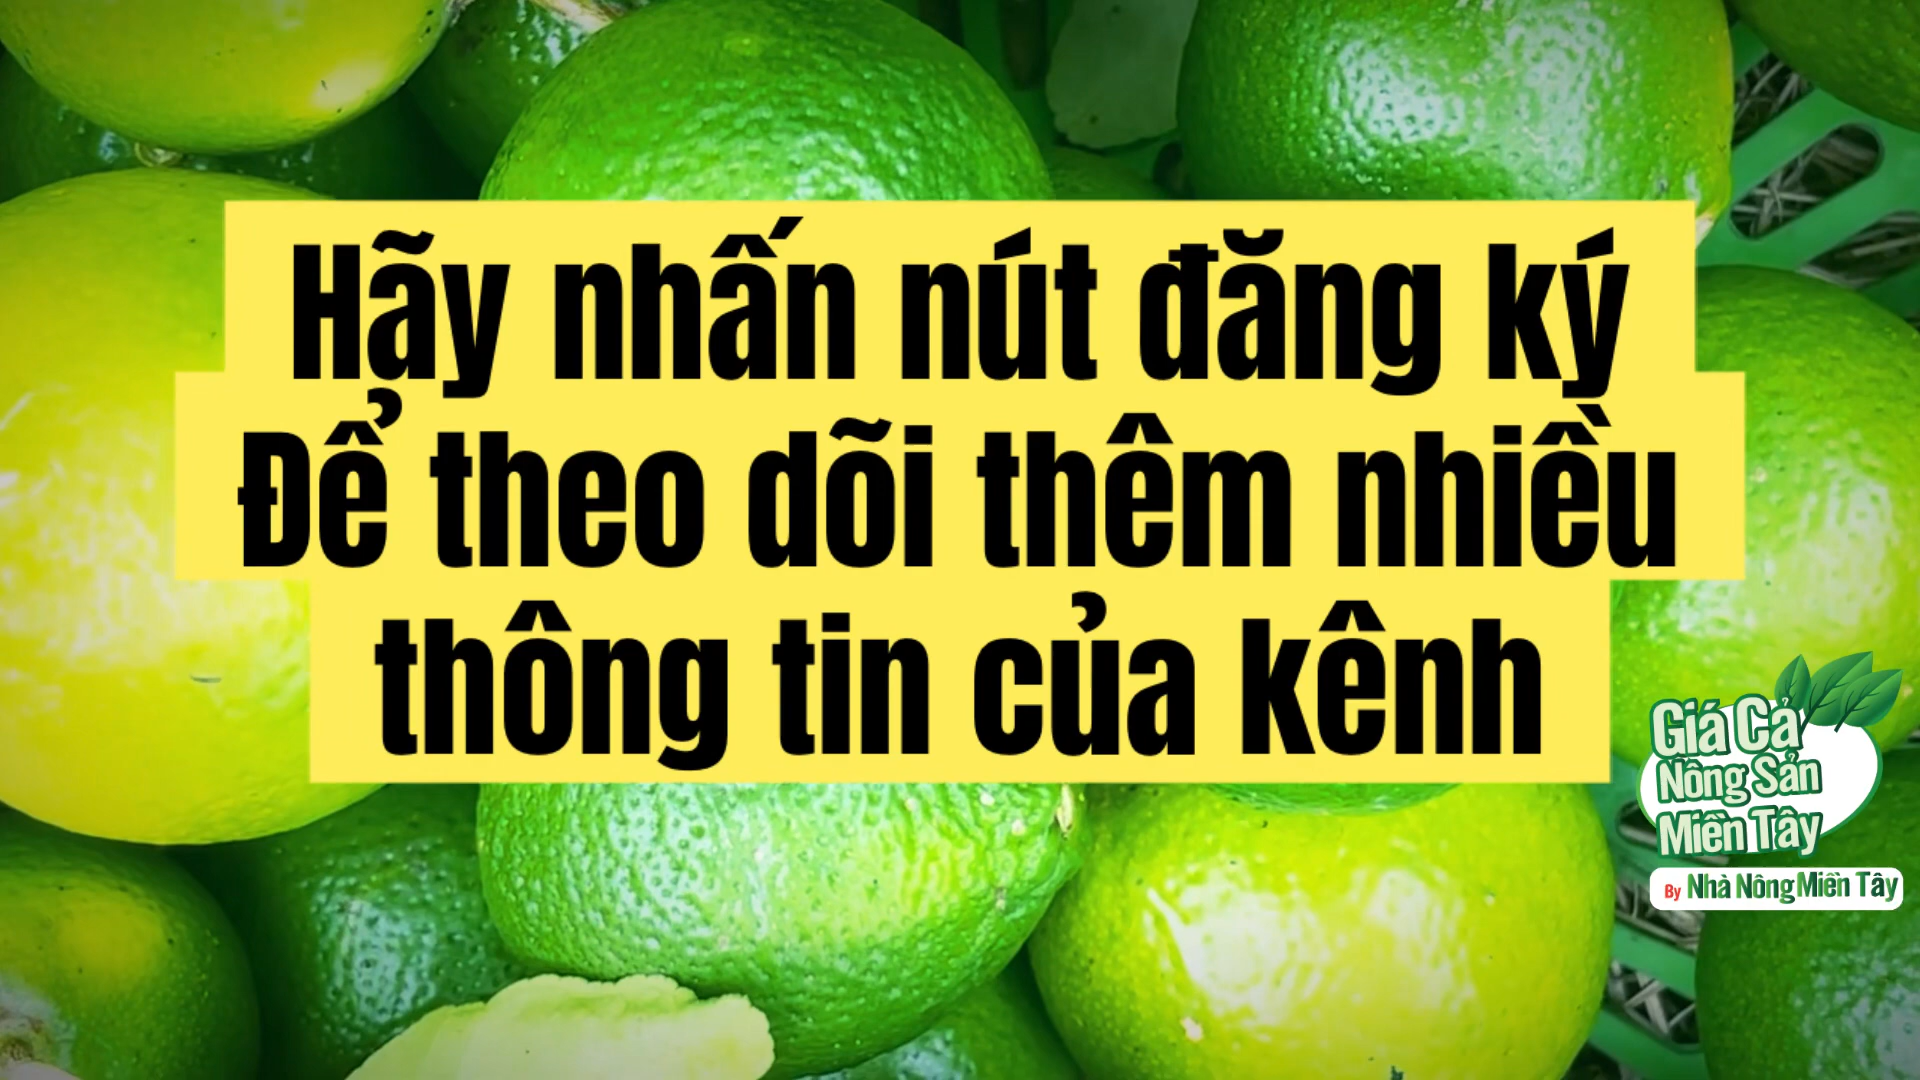 Hãy nhấn nút đăng ký
Để theo dõi thêm nhiều
thông tin của kênh
Giá Cả
Nông Sản
Miền Tây
By Nhà Nông Miền Tây